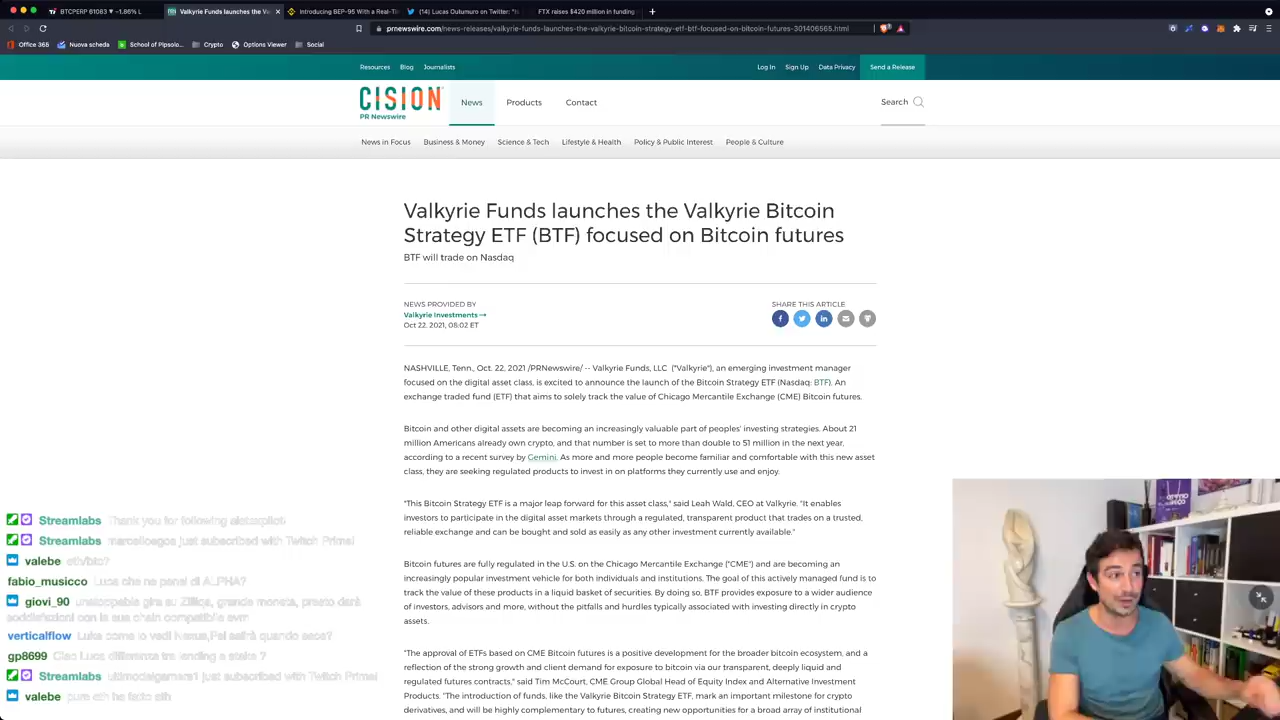 BTCPERP 61083 ▼ −1.86% L
Valkyrie Funds launches the Va
Introducing BEP-95 With a Real-Tim
(14) Lucas Outumuro on Twitter: "
FTX raises $420 million in funding
prnewswire.com/news-releases/valkyrie-funds-launches-the-valkyrie-bitcoin-strategy-etf-btf-focused-on-bitcoin-futures-301406565.html
Office 365
Nuova scheda
School of Pipsolo...
Crypto
Options Viewer
Social
Resources Blog Journalists
Log In Sign Up Data Privacy Send a Release
CISION
PR Newswire
News Products Contact
Search
News in Focus Business & Money Science & Tech Lifestyle & Health Policy & Public Interest People & Culture
Valkyrie Funds launches the Valkyrie Bitcoin
Strategy ETF (BTF) focused on Bitcoin futures
BTF will trade on Nasdaq
NEWS PROVIDED BY
Valkyrie Investments →
Oct 22, 2021, 08:02 ET
SHARE THIS ARTICLE
NASHVILLE, Tenn., Oct. 22, 2021 /PRNewswire/ -- Valkyrie Funds, LLC ("Valkyrie"), an emerging investment manager
focused on the digital asset class, is excited to announce the launch of the Bitcoin Strategy ETF (Nasdaq: BTF). An
exchange traded fund (ETF) that aims to solely track the value of Chicago Mercantile Exchange (CME) Bitcoin futures.
Bitcoin and other digital assets are becoming an increasingly valuable part of peoples' investing strategies. About 21
million Americans already own crypto, and that number is set to more than double to 51 million in the next year,
according to a recent survey by Gemini. As more and more people become familiar and comfortable with this new asset
class, they are seeking regulated products to invest in on platforms they currently use and enjoy.
"This Bitcoin Strategy ETF is a major leap forward for this asset class," said Leah Wald, CEO at Valkyrie. "It enables
investors to participate in the digital asset markets through a regulated, transparent product that trades on a trusted,
reliable exchange and can be bought and sold as easily as any other investment currently available."
Bitcoin futures are fully regulated in the U.S. on the Chicago Mercantile Exchange ("CME") and are becoming an
increasingly popular investment vehicle for both individuals and institutions. The goal of this actively managed fund is to
track the value of these products in a liquid basket of securities. By doing so, BTF provides exposure to a wider audience
of investors, advisors and more, without the pitfalls and hurdles typically associated with investing directly in crypto
assets.
"The approval of ETFs based on CME Bitcoin futures is a positive development for the broader bitcoin ecosystem, and a
reflection of the strong growth and client demand for exposure to bitcoin via our transparent, deeply liquid and
regulated futures contracts," said Tim McCourt, CME Group Global Head of Equity Index and Alternative Investment
Products. "The introduction of funds, like the Valkyrie Bitcoin Strategy ETF, mark an important milestone for crypto
derivatives, and will be highly complementary to futures, creating new opportunities for a broad array of institutional
Streamlabs Thank you for following
Streamlabs marcelloagos just subscribed with Twitch Prime!
valebe eth/btc?
fabio_musicco Luca che ne pensi di ALPHA?
giovi_90 unstoppable gira su Zilliqa, grande moneta, presto darà
soddisfazioni con la sua chain compatibile evm
verticalflow Luke come lo vedi Nexus,Fei salirà quando esce?
gp8699 Ciao Luca, differenza tra lending e stake ?
Streamlabs ultimodeigamers1 just subscribed with Twitch Prime!
valebe pure eth ha fatto ath